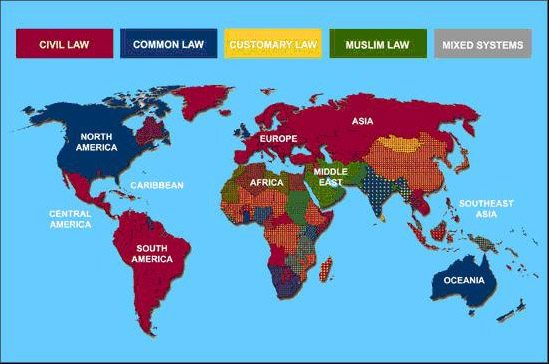 CIVIL LAW
COMMON LAW
CUSTOMARY LAW
MUSLIM LAW
MIXED SYSTEMS
NORTH
AMERICA
EUROPE
ASIA
CARIBBEAN
AFRICA
MIDDLE
EAST
CENTRAL
AMERICA
SOUTHEAST
ASIA
SOUTH
AMERICA
OCEANIA